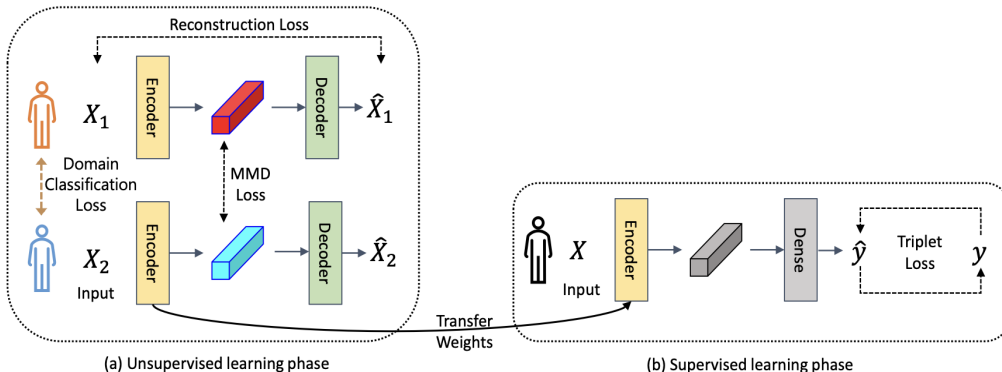 Reconstruction Loss
X₁
Encoder
Decoder
X̂₁
Domain
Classification
Loss
MMD
Loss
X₂
Input
Encoder
Decoder
X̂₂
X
Input
Encoder
Dense
ŷ
Triplet
Loss
y
Transfer
Weights
(a) Unsupervised learning phase
(b) Supervised learning phase